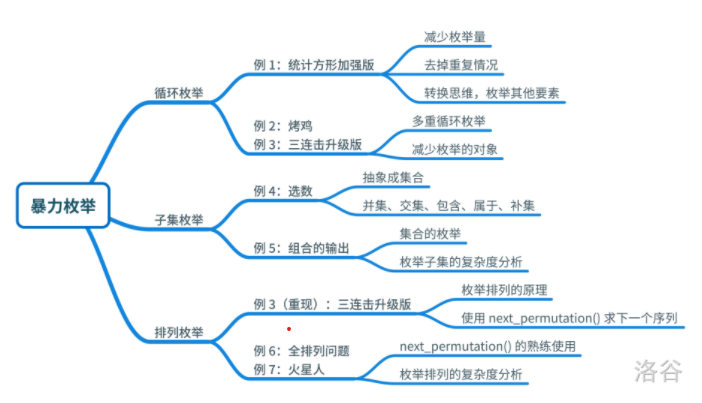 暴力枚举
循环枚举
例 1：统计方形加强版
减少枚举量
去掉重复情况
转换思维，枚举其他要素
例 2：烤鸡
例 3：三连击升级版
多重循环枚举
减少枚举的对象
子集枚举
例 4：选数
抽象成集合
并集、交集、包含、属于、补集
例 5：组合的输出
集合的枚举
枚举子集的复杂度分析
排列枚举
例 3（重现）：三连击升级版
枚举排列的原理
使用 next_permutation() 求下一个序列
例 6：全排列问题
例 7：火星人
next_permutation() 的熟练使用
枚举排列的复杂度分析
洛谷